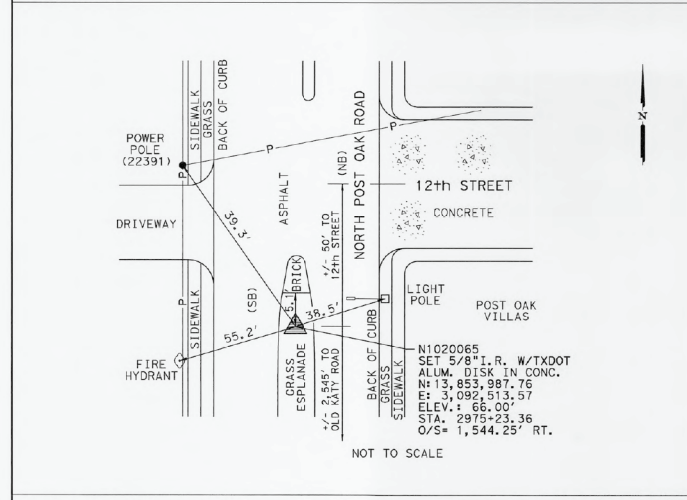 SIDEWALK
GRASS
BACK OF CURB
POWER
POLE
(22391)
P
P
P
39.3'
ASPHALT
(NB)
NORTH POST OAK ROAD
N
12th STREET
CONCRETE
DRIVEWAY
+/- 50' TO
12th STREET
BRICK
5.1'
38.5'
(SB)
P
SIDEWALK
55.2'
LIGHT
POLE
POST OAK
VILLAS
FIRE
HYDRANT
GRASS
ESPLANADE
+/- 2,545' TO
OLD KATY ROAD
BACK OF CURB
GRASS
SIDEWALK
N1020065
SET 5/8"I.R. W/TXDOT
ALUM. DISK IN CONC.
N: 13,853,987.76
E: 3,092,513.57
ELEV.: 66.00'
STA. 2975+23.36
O/S= 1,544.25' RT.
NOT TO SCALE